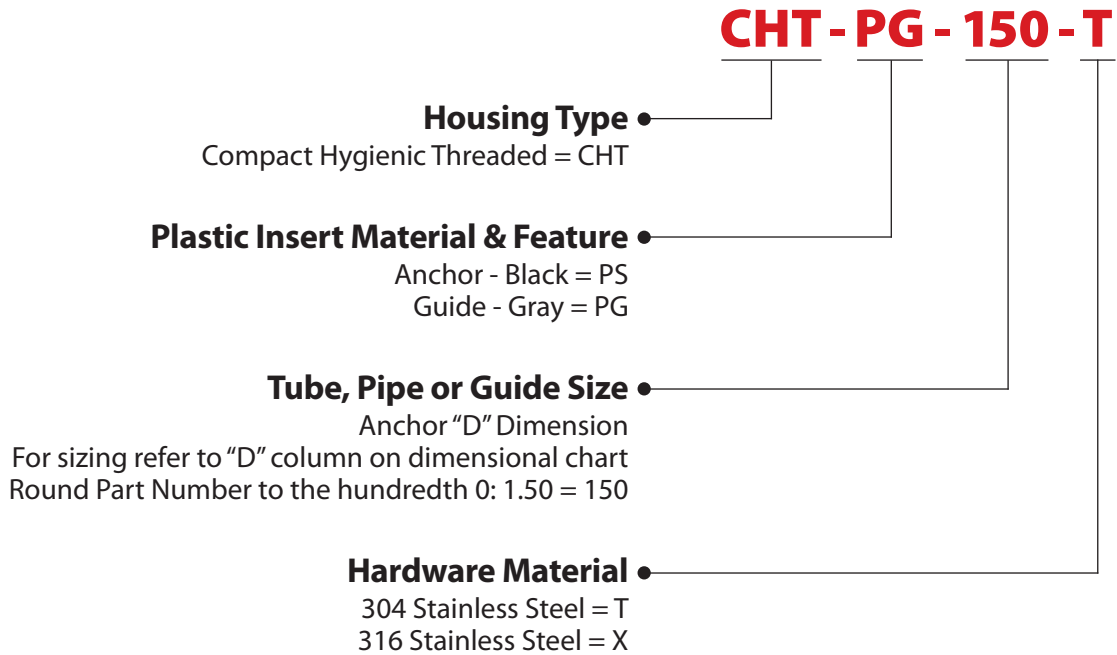 CHT - PG - 150 - T
Housing Type
Compact Hygienic Threaded = CHT
Plastic Insert Material & Feature
Anchor - Black = PS
Guide - Gray = PG
Tube, Pipe or Guide Size
Anchor “D” Dimension
For sizing refer to “D” column on dimensional chart
Round Part Number to the hundredth 0: 1.50 = 150
Hardware Material
304 Stainless Steel = T
316 Stainless Steel = X